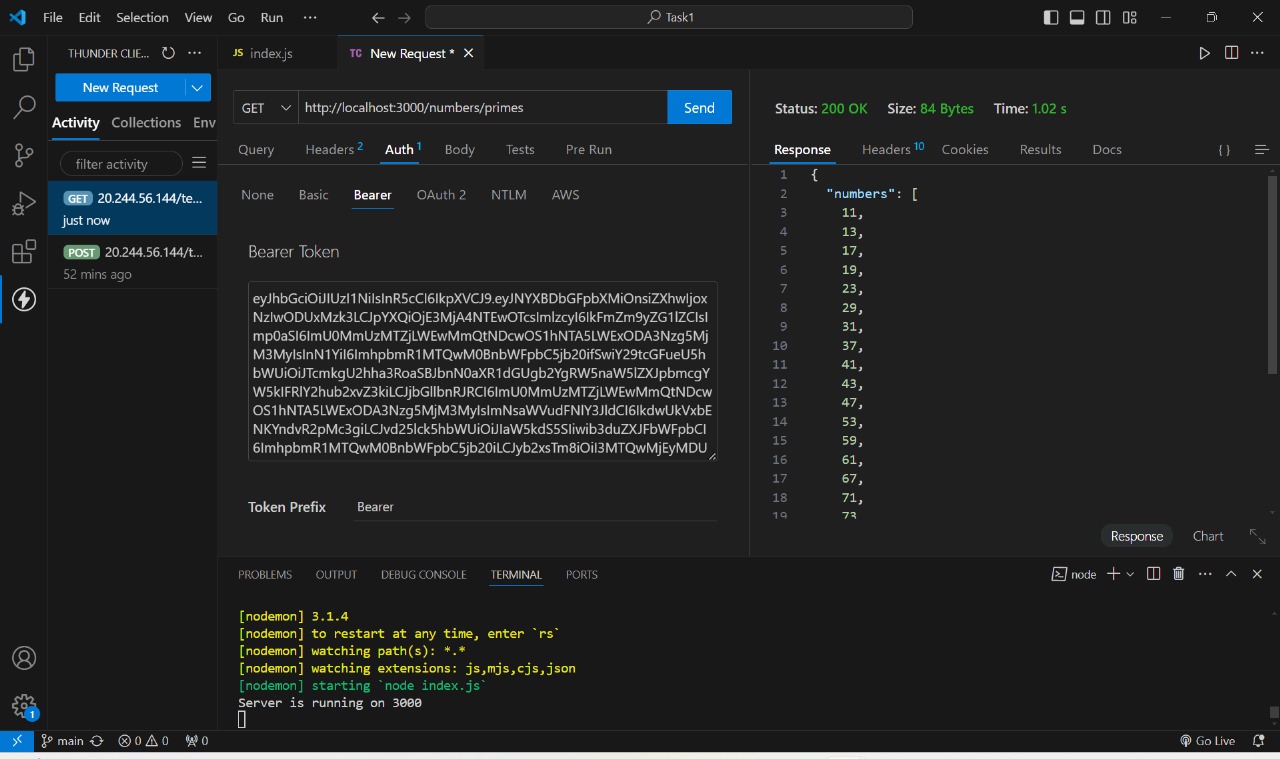 File Edit Selection View Go Run ··· Task1
THUNDER CLIE... ···
New Request
Activity Collections Env
filter activity
GET 20.244.56.144/te...
just now
POST 20.244.56.144/t...
52 mins ago
JS index.js TC New Request * ×
GET http://localhost:3000/numbers/primes Send
Query Headers 2 Auth 1 Body Tests Pre Run
None Basic Bearer OAuth 2 NTLM AWS
Bearer Token
Token Prefix Bearer
Status: 200 OK Size: 84 Bytes Time: 1.02 s
Response Headers 10 Cookies Results Docs { }
1 {
2 "numbers": [
3 11,
4 13,
5 17,
6 19,
7 23,
8 29,
9 31,
10 37,
11 41,
12 43,
13 47,
14 53,
15 59,
16 61,
17 67,
18 71,
19 73
Response Chart
PROBLEMS OUTPUT DEBUG CONSOLE TERMINAL PORTS
node
[nodemon] 3.1.4
[nodemon] to restart at any time, enter `rs`
[nodemon] watching path(s): *.*
[nodemon] watching extensions: js,mjs,cjs,json
[nodemon] starting `node index.js`
Server is running on 3000
1
main 0 0 0 Go Live